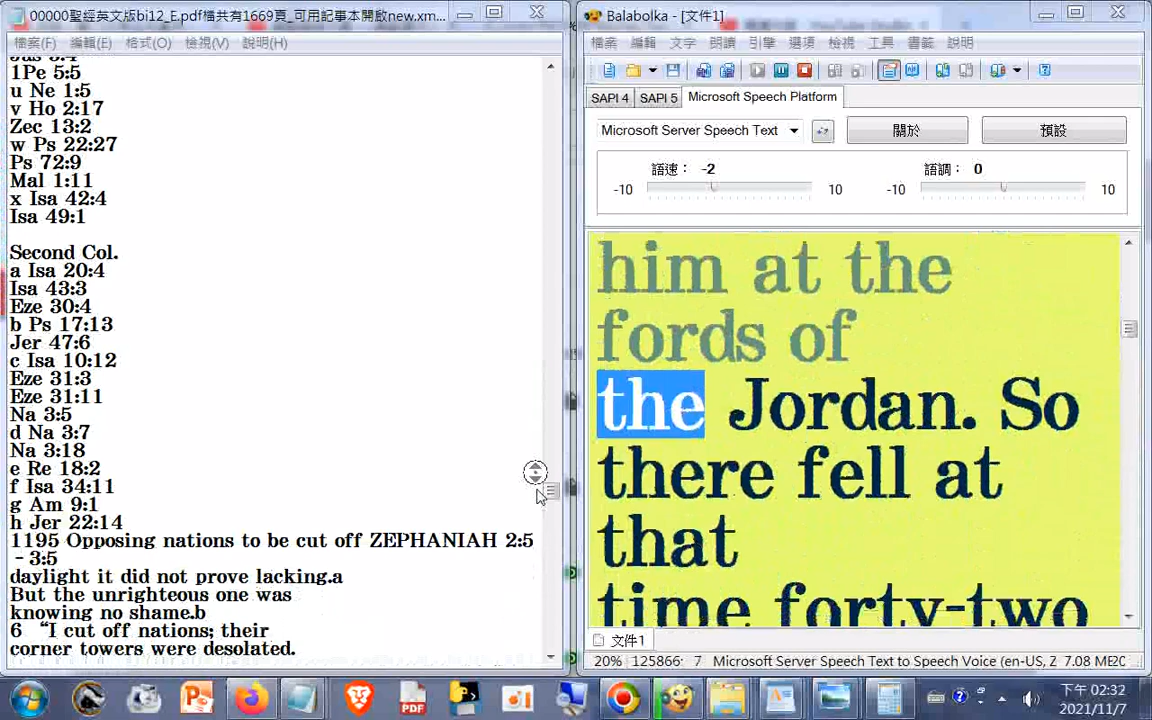 00000聖經英文版bi12_E.pdf檔共有1669頁_可用記事本開啟new.xm...
檔案(F) 編輯(E) 格式(O) 檢視(V) 說明(H)
1Pe 5:5
u Ne 1:5
v Ho 2:17
Zec 13:2
w Ps 22:27
Ps 72:9
Mal 1:11
x Isa 42:4
Isa 49:1
Second Col.
a Isa 20:4
Isa 43:3
Eze 30:4
b Ps 17:13
Jer 47:6
c Isa 10:12
Eze 31:3
Eze 31:11
Na 3:5
d Na 3:7
Na 3:18
e Re 18:2
f Isa 34:11
g Am 9:1
h Jer 22:14
1195 Opposing nations to be cut off ZEPHANIAH 2:5
- 3:5
daylight it did not prove lacking.a
But the unrighteous one was
knowing no shame.b
6 “I cut off nations; their
corner towers were desolated.
Balabolka - [文件1]
檔案 編輯 文字 朗讀 引擎 選項 檢視 工具 書籤 說明
SAPI 4 SAPI 5 Microsoft Speech Platform
Microsoft Server Speech Text 關於 預設
語速： -2 語調： 0
-10 10 -10 10
him at the
fords of
the Jordan. So
there fell at
that
time forty-two
文件1
20% 125866: 7 Microsoft Server Speech Text to Speech Voice (en-US, Z 7.08 ME
下午 02:32
2021/11/7